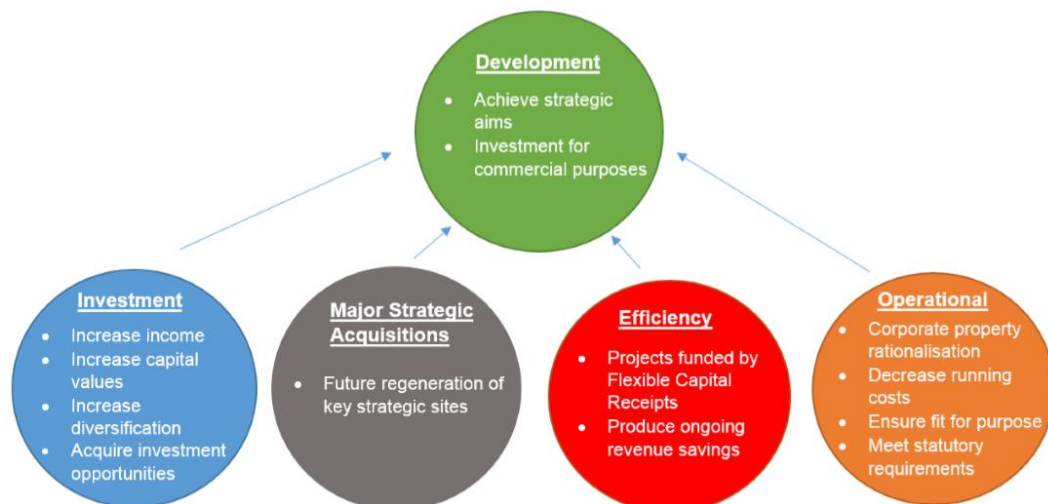 Development
• Achieve strategic
aims
• Investment for
commercial purposes
Investment
• Increase income
• Increase capital
values
• Increase
diversification
• Acquire investment
opportunities
Major Strategic
Acquisitions
• Future regeneration of
key strategic sites
Efficiency
• Projects funded by
Flexible Capital
Receipts
• Produce ongoing
revenue savings
Operational
• Corporate property
rationalisation
• Decrease running
costs
• Ensure fit for purpose
• Meet statutory
requirements